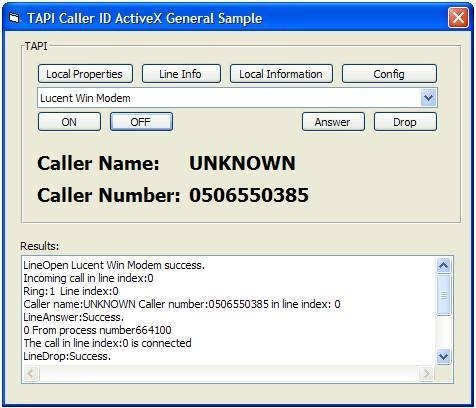 TAPI Caller ID ActiveX General Sample
TAPI
Local Properties Line Info Local Information Config
Lucent Win Modem
ON OFF Answer Drop
Caller Name: UNKNOWN
Caller Number: 0506550385
Results:
LineOpen Lucent Win Modem success.
Incoming call in line index:0
Ring:1 Line index:0
Caller name:UNKNOWN Caller number:0506550385 in line index: 0
LineAnswer:Success.
0 From process number664100
The call in line index:0 is connected
LineDrop:Success.